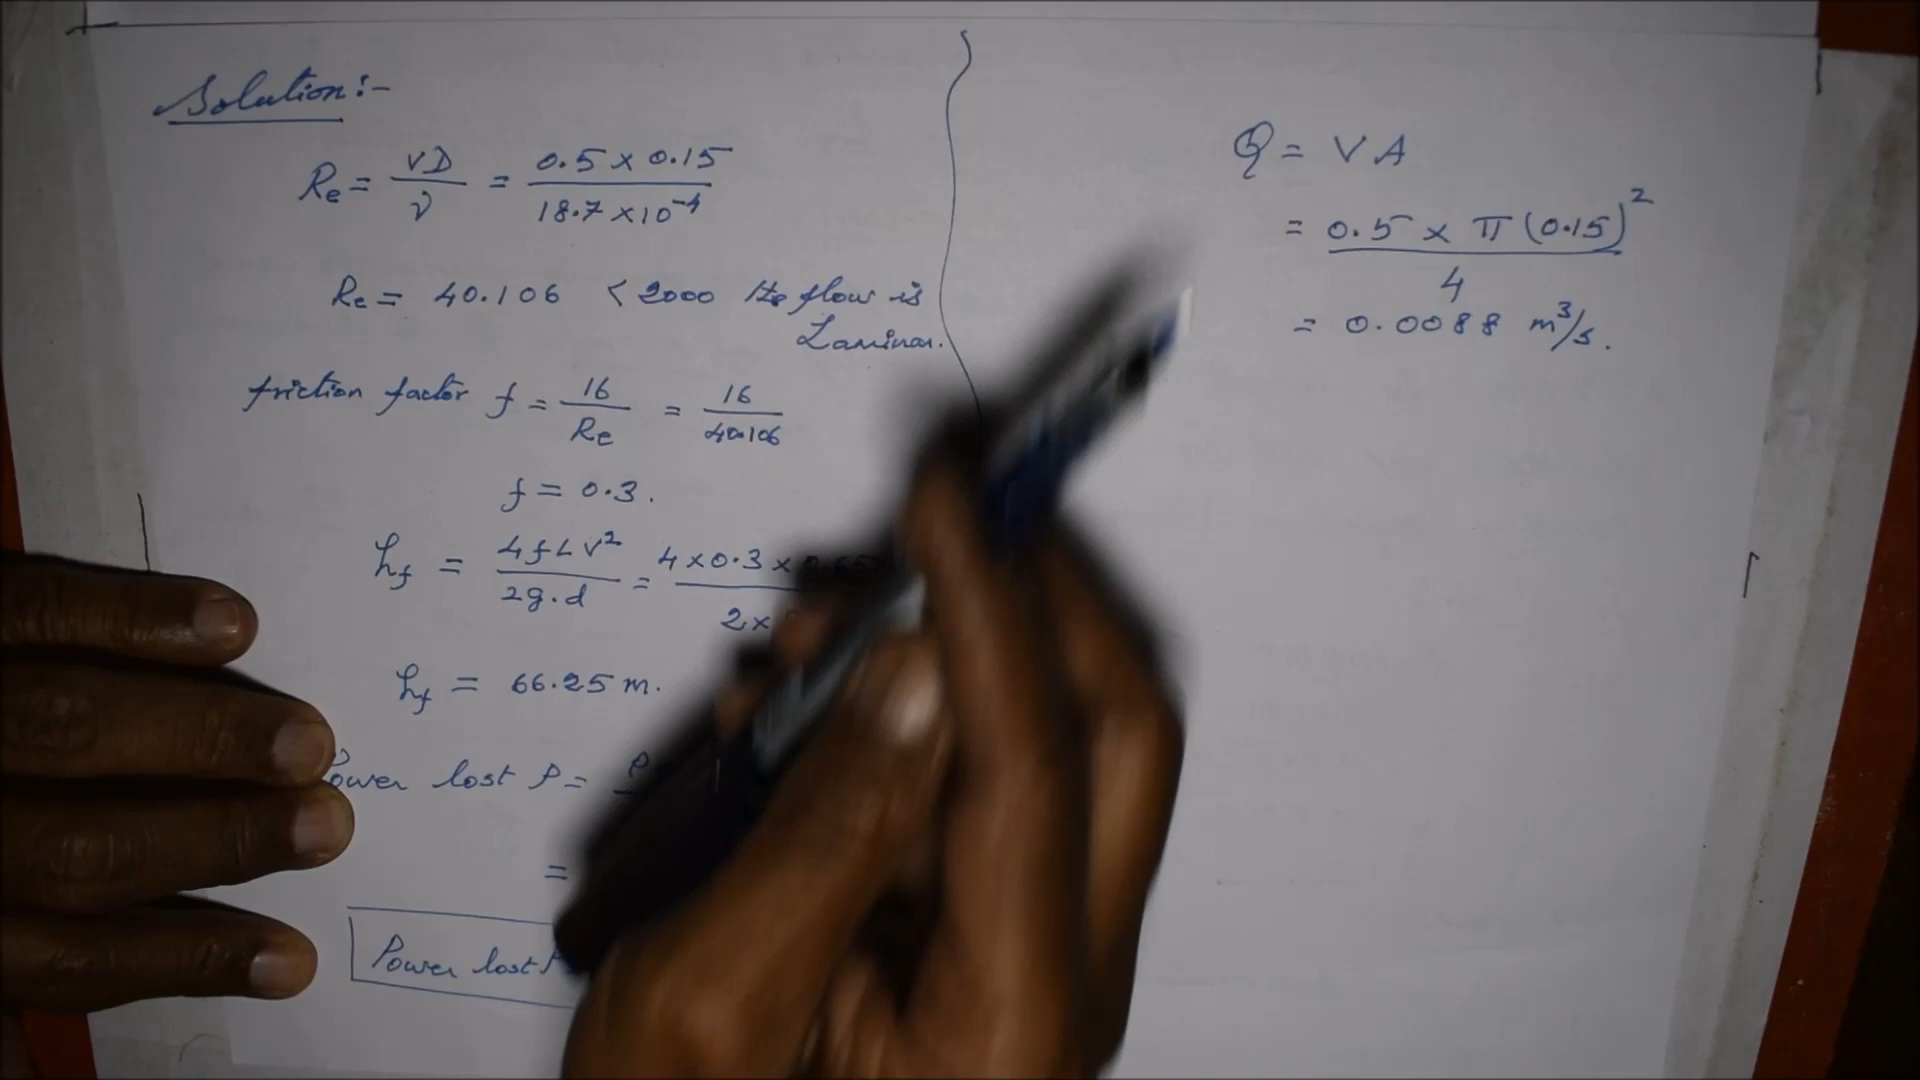 Solution:-
Re = VD/ν = 0.5 x 0.15 / 18.7 x 10⁻⁴
Re = 40.106 < 2000 the flow is
Laminar.
friction factor f = 16/Re = 16/40.106
f = 0.3.
hf = 4fLV²/2g.d = 4 x 0.3 x / 2 x
hf = 66.25 m.
Power lost P =
=
Power lost P
Q = VA
= 0.5 x π(0.15)² / 4
= 0.0088 m³/s.